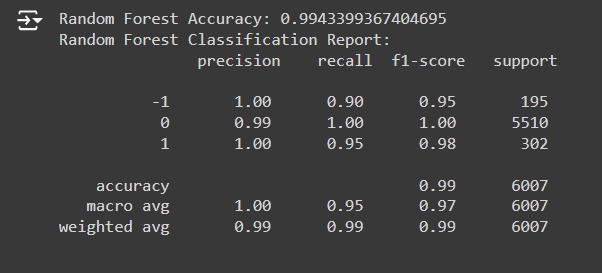 Random Forest Accuracy: 0.9943399367404695
Random Forest Classification Report:
precision recall f1-score support
-1 1.00 0.90 0.95 195
0 0.99 1.00 1.00 5510
1 1.00 0.95 0.98 302
accuracy 0.99 6007
macro avg 1.00 0.95 0.97 6007
weighted avg 0.99 0.99 0.99 6007